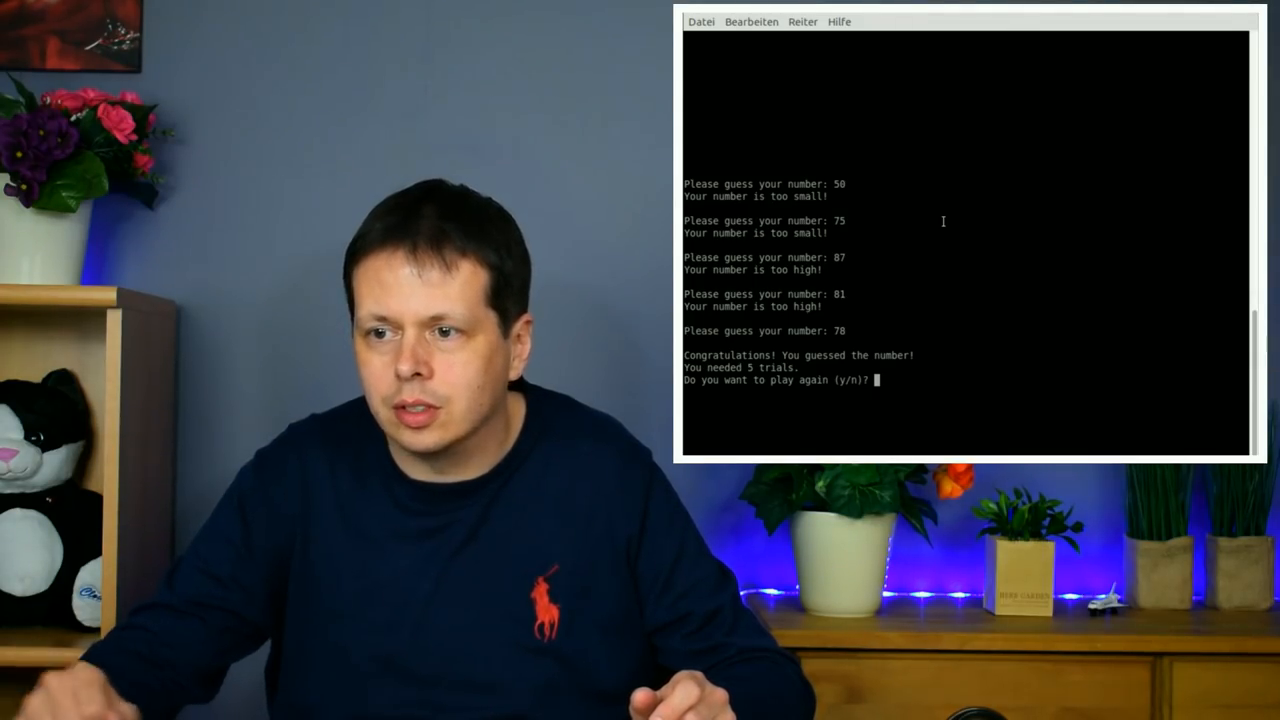 Datei Bearbeiten Reiter Hilfe
Please guess your number: 50
Your number is too small!
Please guess your number: 75
Your number is too small!
Please guess your number: 87
Your number is too high!
Please guess your number: 81
Your number is too high!
Please guess your number: 78
Congratulations! You guessed the number!
You needed 5 trials.
Do you want to play again (y/n)?
HERB GARDEN